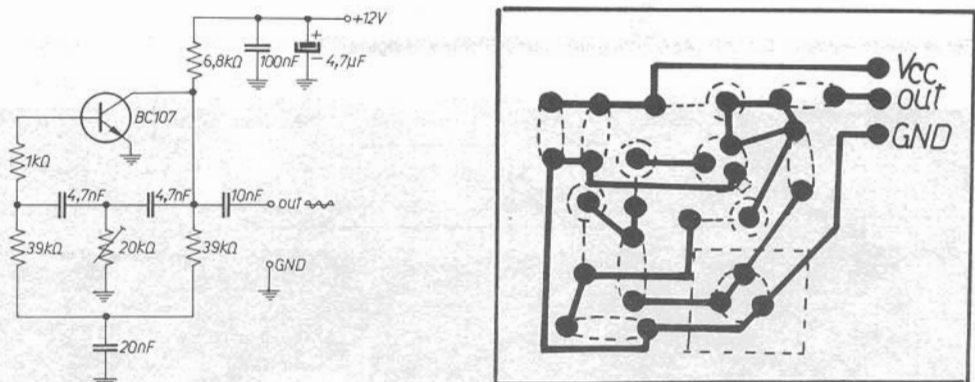 +12V
6,8kΩ
100nF
+
-
4,7µF
BC107
1kΩ
4,7nF
4,7nF
10nF
out
39kΩ
20kΩ
39kΩ
GND
20nF
Vcc
out
GND